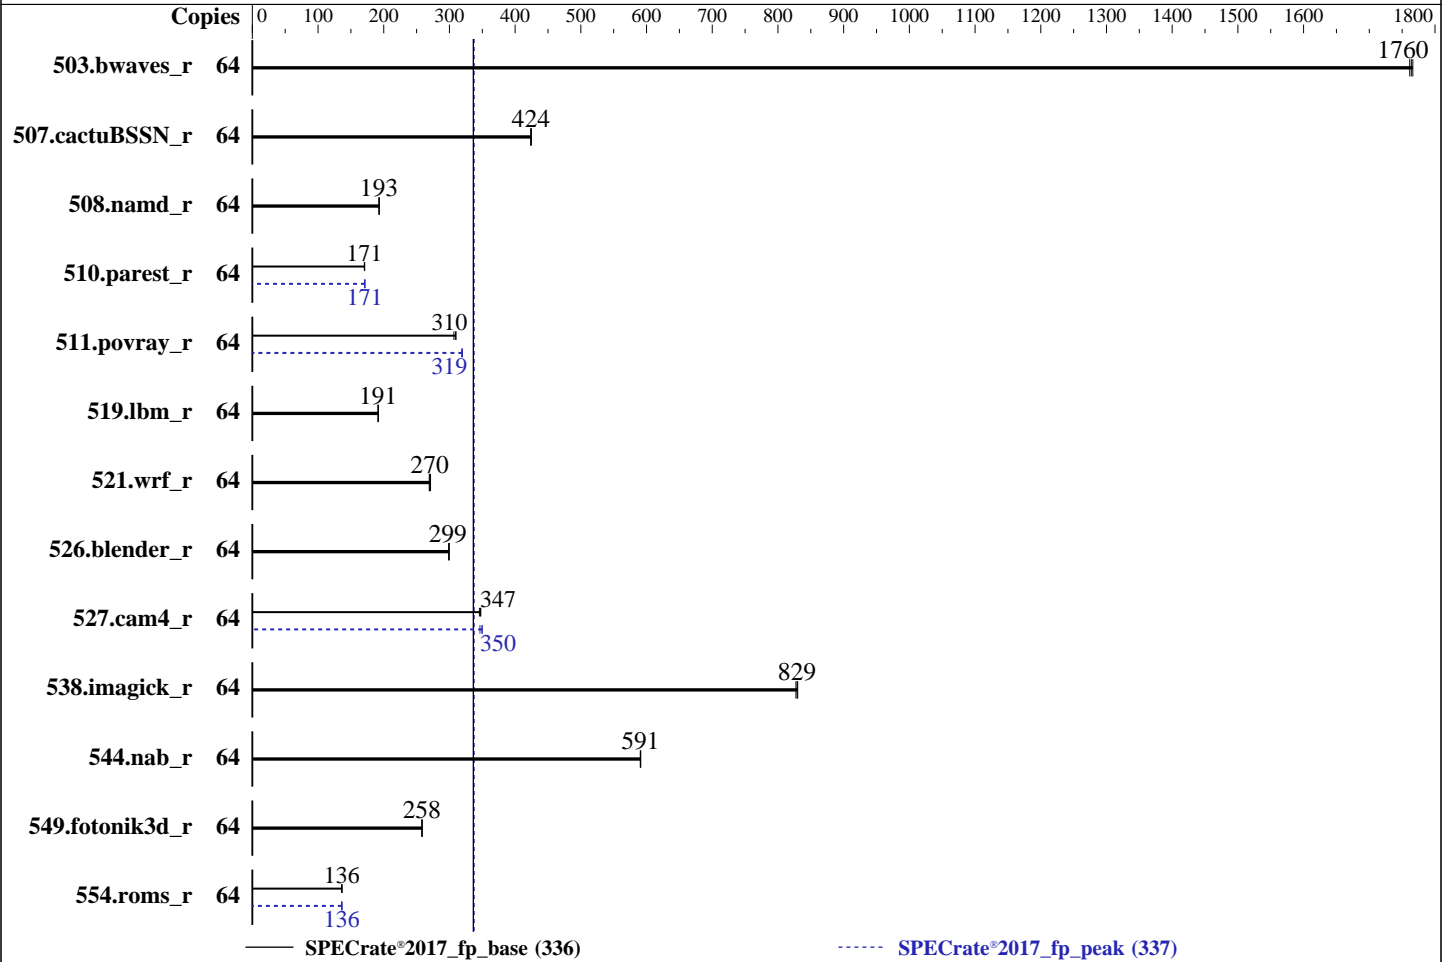 Copies 0 100 200 300 400 500 600 700 800 900 1000 1100 1200 1300 1400 1500 1600 1800
503.bwaves_r 64 1760
507.cactuBSSN_r 64 424
508.namd_r 64 193
510.parest_r 64 171
171
511.povray_r 64 310
319
519.lbm_r 64 191
521.wrf_r 64 270
526.blender_r 64 299
527.cam4_r 64 347
350
538.imagick_r 64 829
544.nab_r 64 591
549.fotonik3d_r 64 258
554.roms_r 64 136
136
SPECrate®2017_fp_base (336) SPECrate®2017_fp_peak (337)